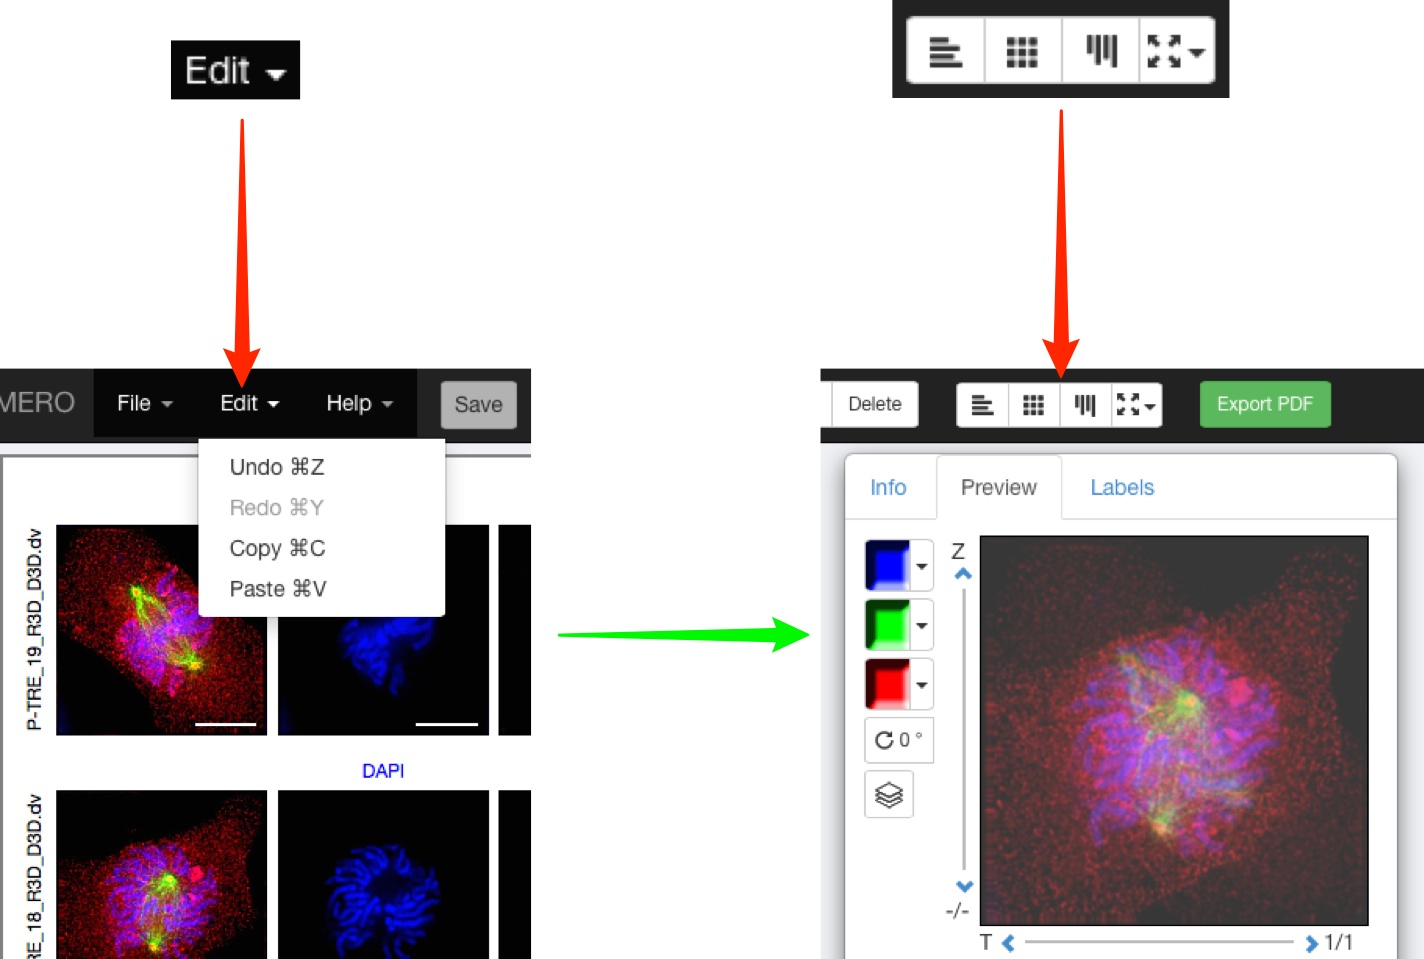 Edit
MERO File Edit Help Save
Undo ⌘Z
Redo ⌘Y
Copy ⌘C
Paste ⌘V
P-TRE_19_R3D_D3D.dv
DAPI
RE_18_R3D_D3D.dv
Delete Export PDF
Info Preview Labels
Z
0 °
-/-
T 1/1